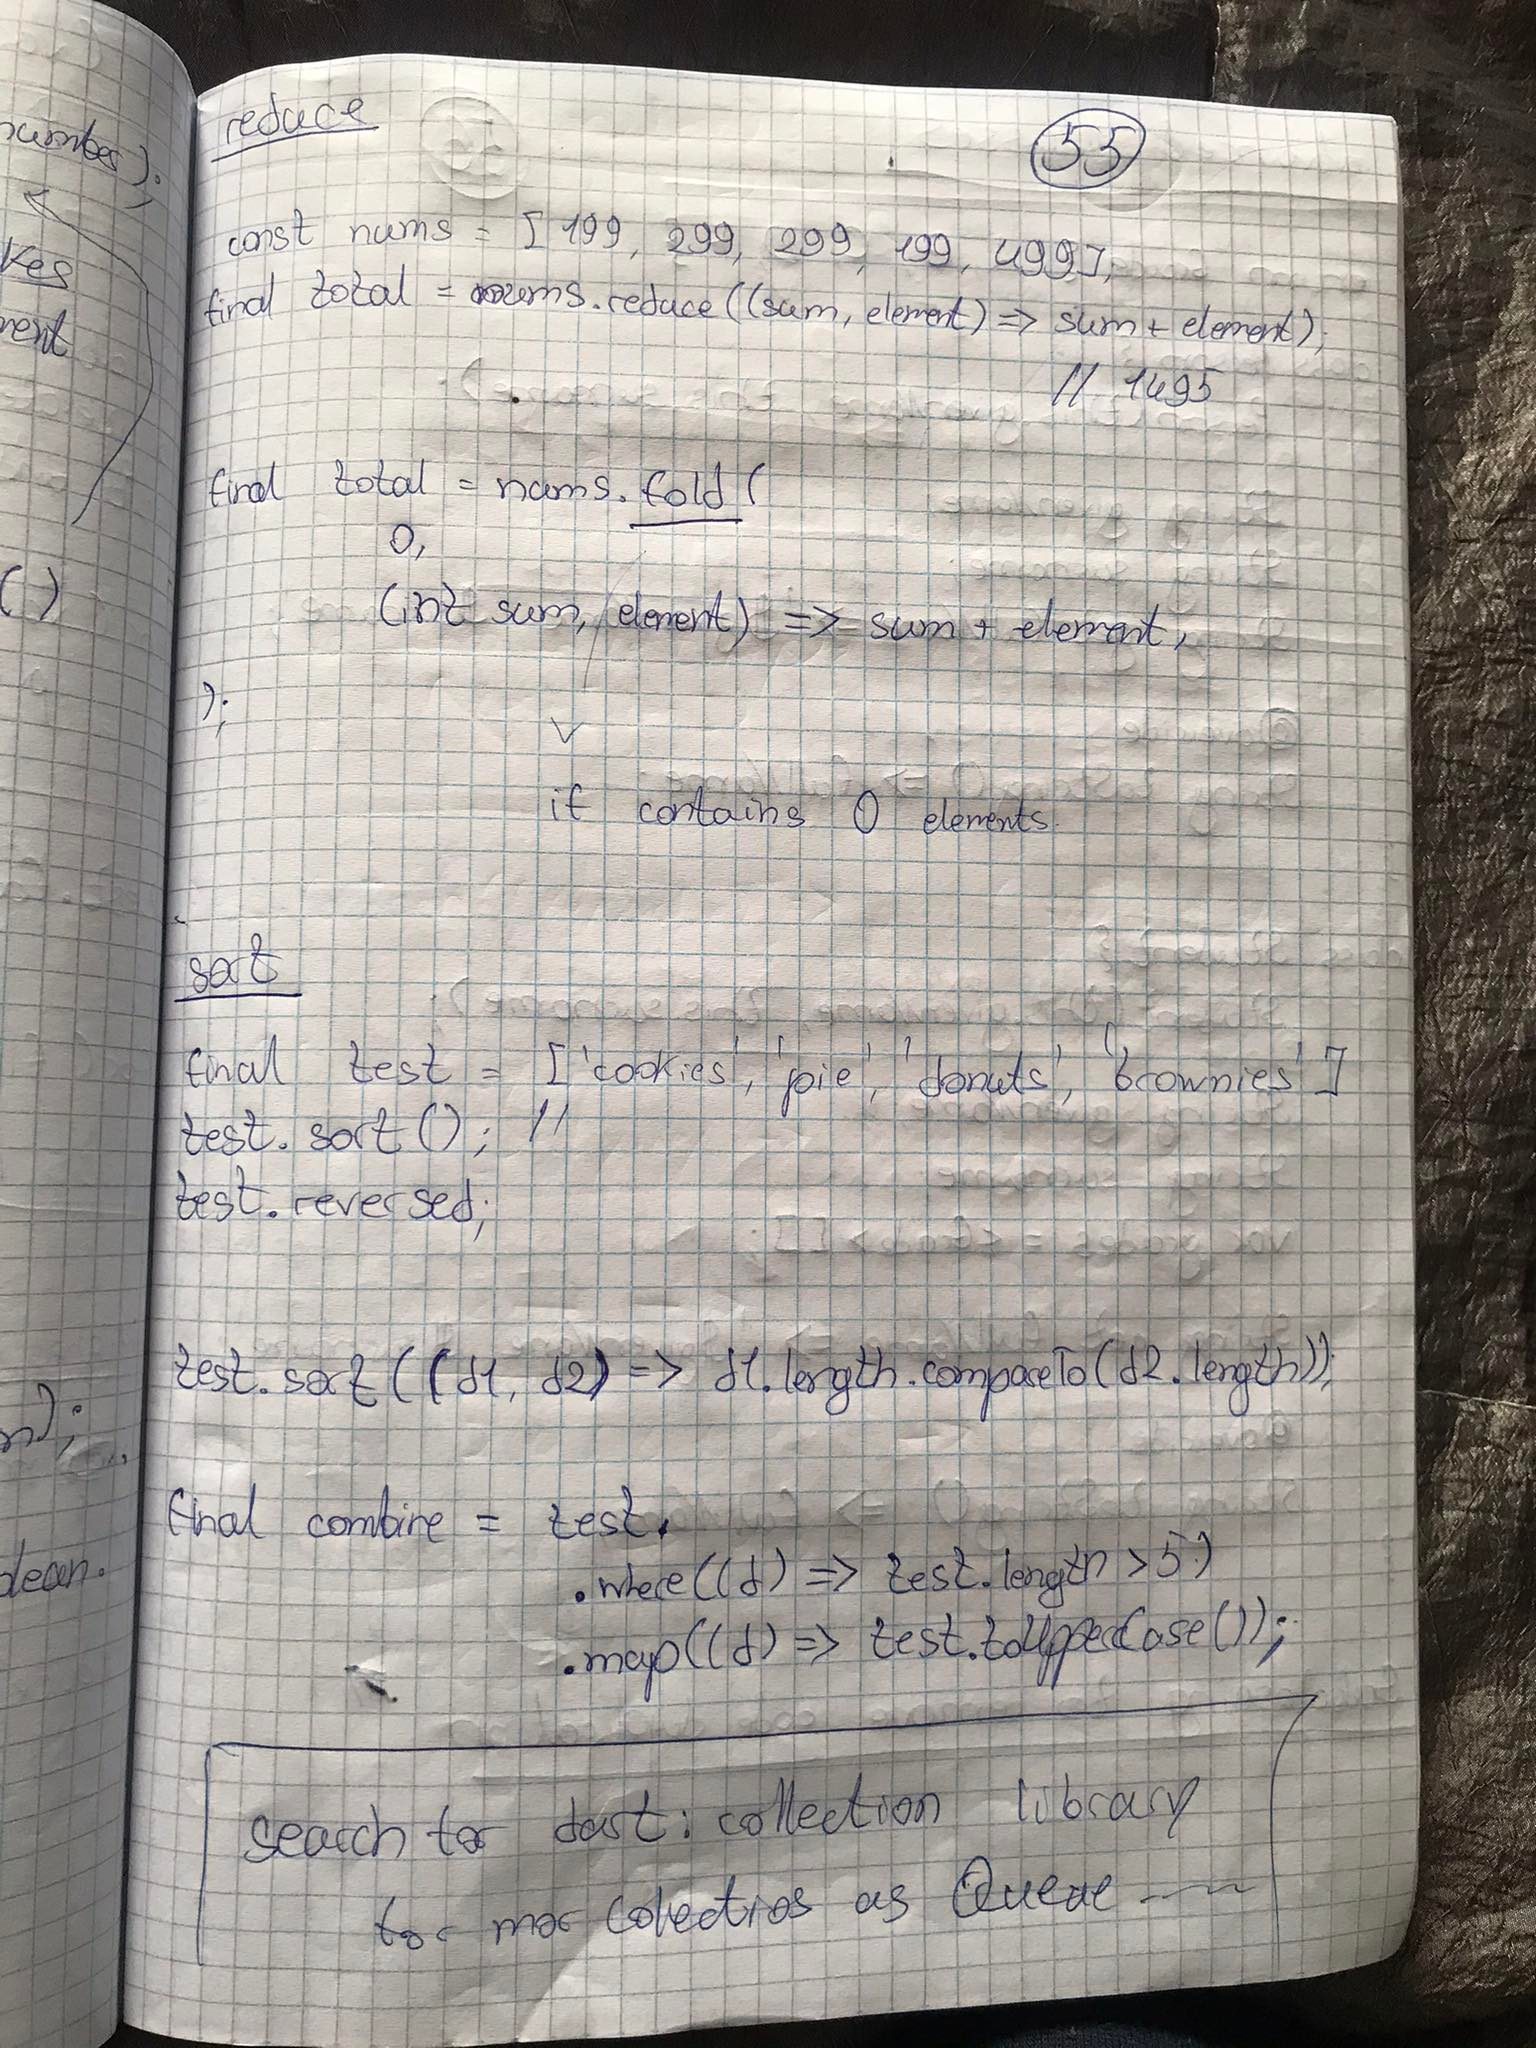 reduce
55
const nums = [199, 299, 299, 199, 499];
final total = nums.reduce((sum, element) => sum + element);
// 1495
final total = nums.fold(
0,
(int sum, element) => sum + element,
);
if contains 0 elements
sort
final test = ['cookies', 'pie', 'donuts', 'brownies']
test.sort(); //
test.reversed;
test.sort((d1, d2) => d1.length.compareTo(d2.length));
final combine = test.
.where((d) => test.length > 5)
.map((d) => test.toUpperCase());
search for dart: collection library
for mor colectios as Queue
number);
kes
ment
()
n);
olean.